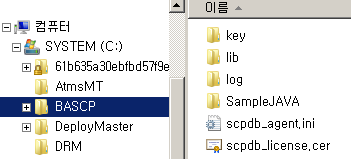 컴퓨터
SYSTEM (C:)
61b635a30ebfbd57f9e
AtmsMT
BASCP
DeployMaster
DRM
이름
key
lib
log
SampleJAVA
scpdb_agent,ini
scpdb_license,cer